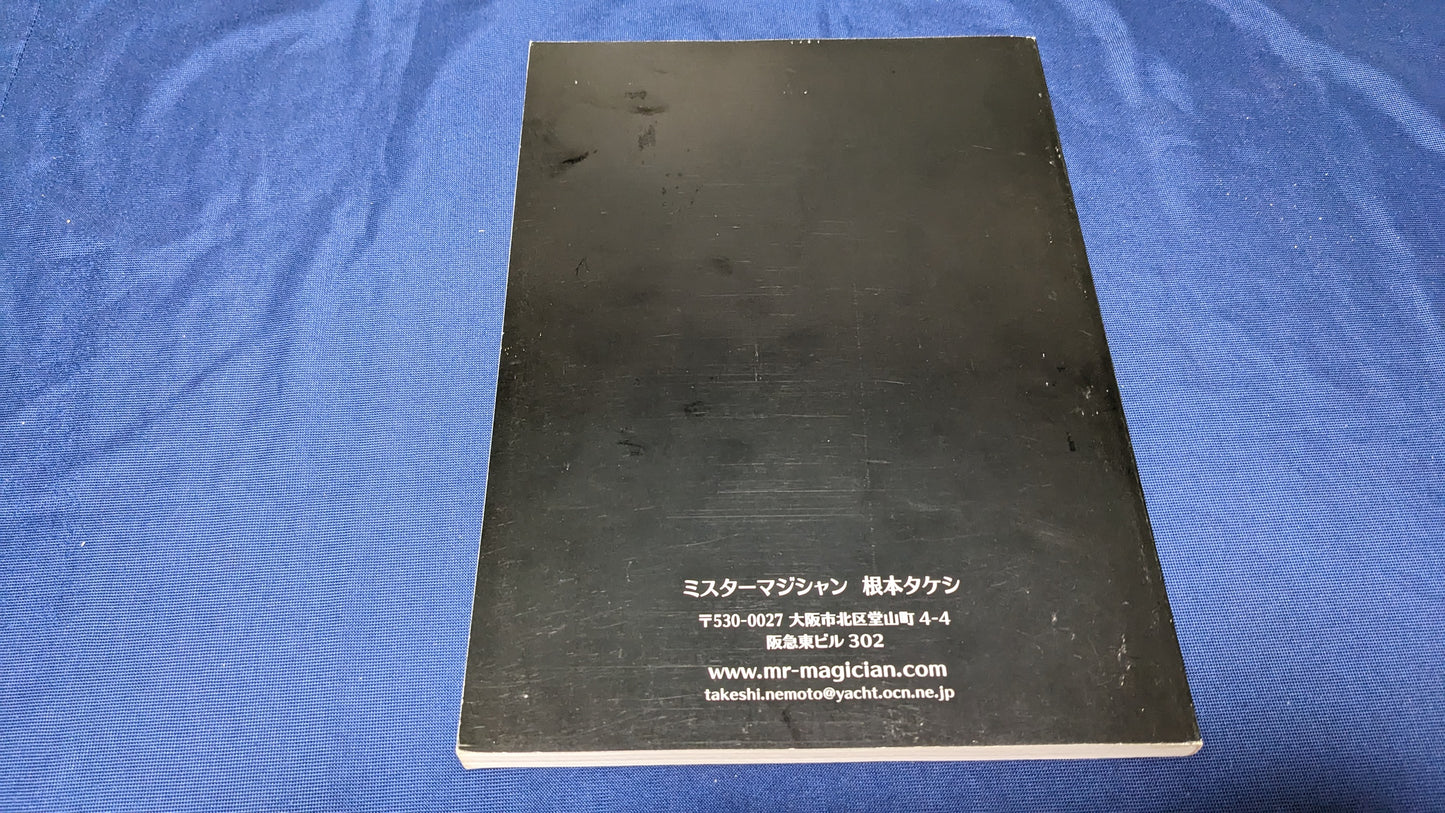 ミスターマジシャン 根本タケシ
〒530-0027 大阪市北区堂山町 4-4
阪急東ビル 302
www.mr-magician.com
takeshi.nemoto@yacht.ocn.ne.jp